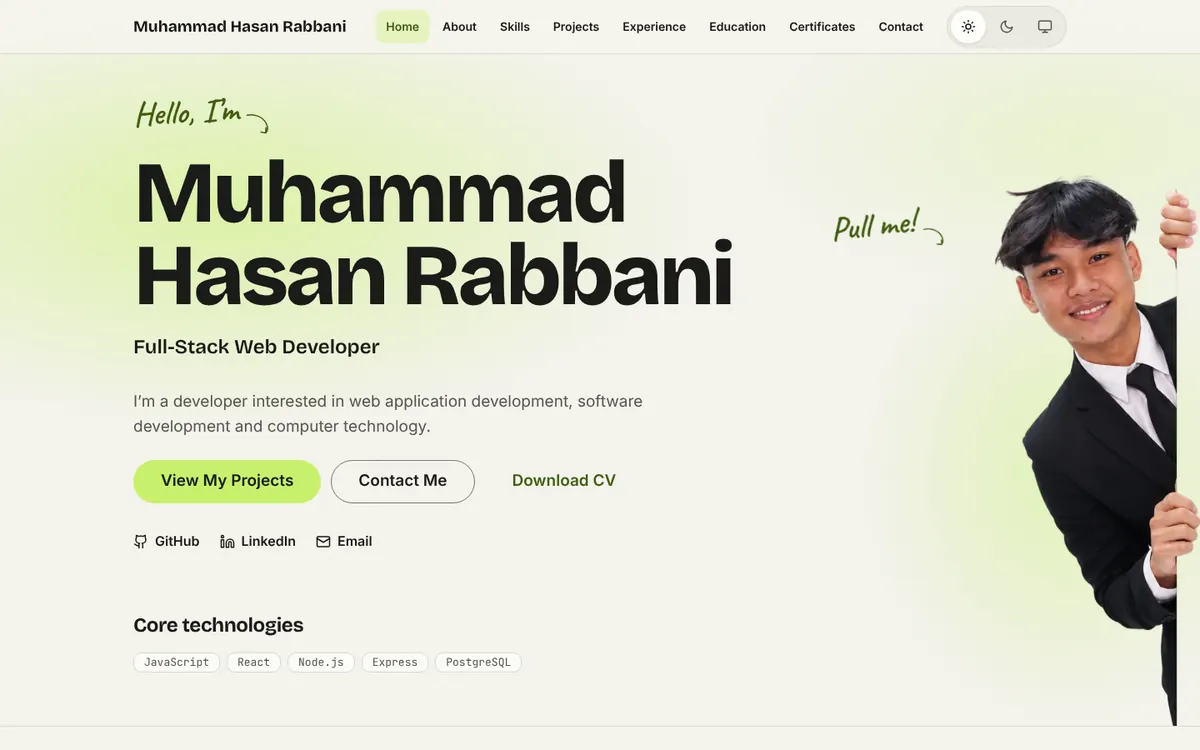 Muhammad Hasan Rabbani Home About Skills Projects Experience Education Certificates Contact
Hello, I'm
Muhammad
Hasan Rabbani
Pull me!
Full-Stack Web Developer
I’m a developer interested in web application development, software
development and computer technology.
View My Projects Contact Me Download CV
GitHub LinkedIn Email
Core technologies
JavaScript React Node.js Express PostgreSQL